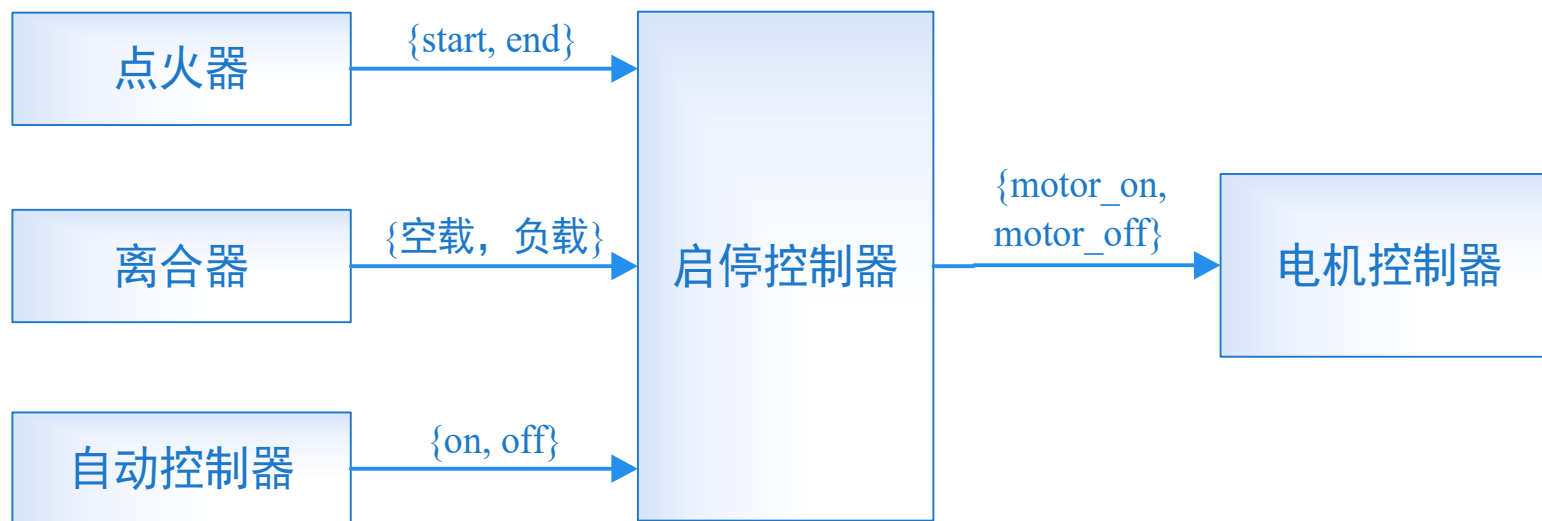 点火器
{start, end}
离合器
{空载，负载}
自动控制器
{on, off}
启停控制器
{motor_on,
motor_off}
电机控制器